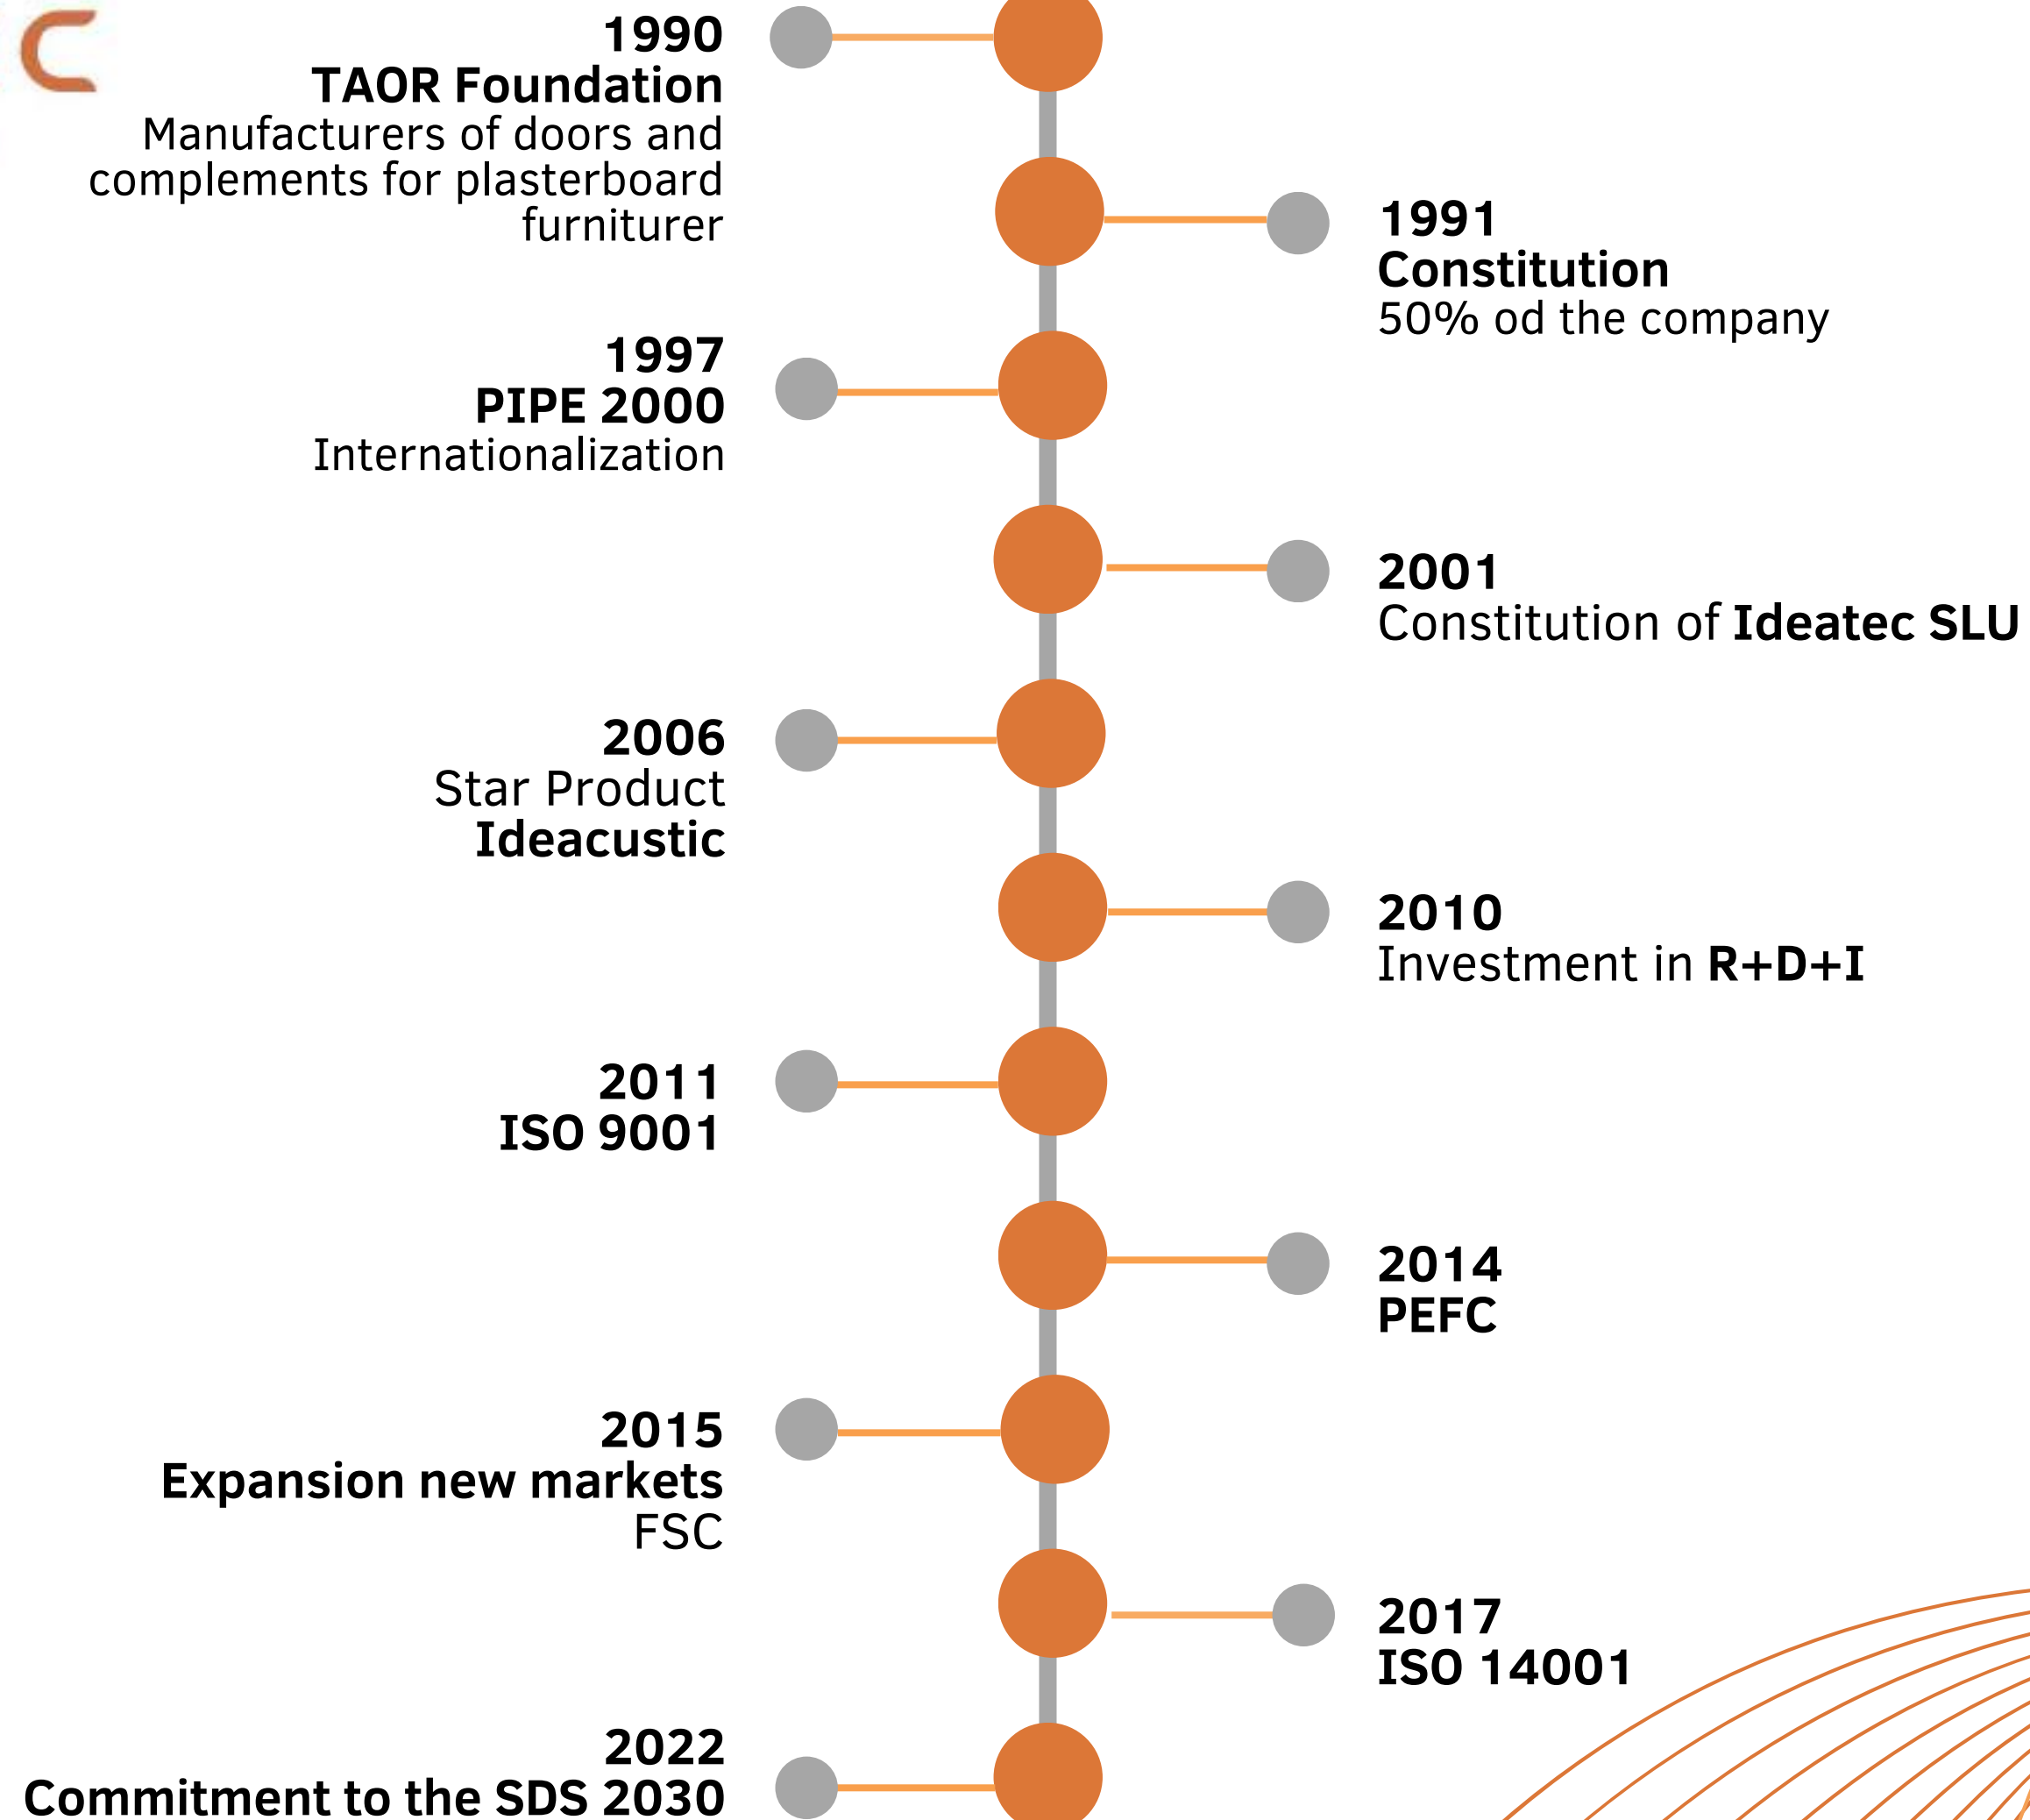 1990
TAOR Foundation
Manufacturers of doors and
complements for plasterboard
furniturer
1991
Constitution
50% od the company
1997
PIPE 2000
Internationalization
2001
Constitution of Ideatec SLU
2006
Star Product
Ideacustic
2010
Investment in R+D+I
2011
ISO 9001
2014
PEFC
2015
Expansion new markets
FSC
2017
ISO 14001
2022
Commitment to the SDS 2030